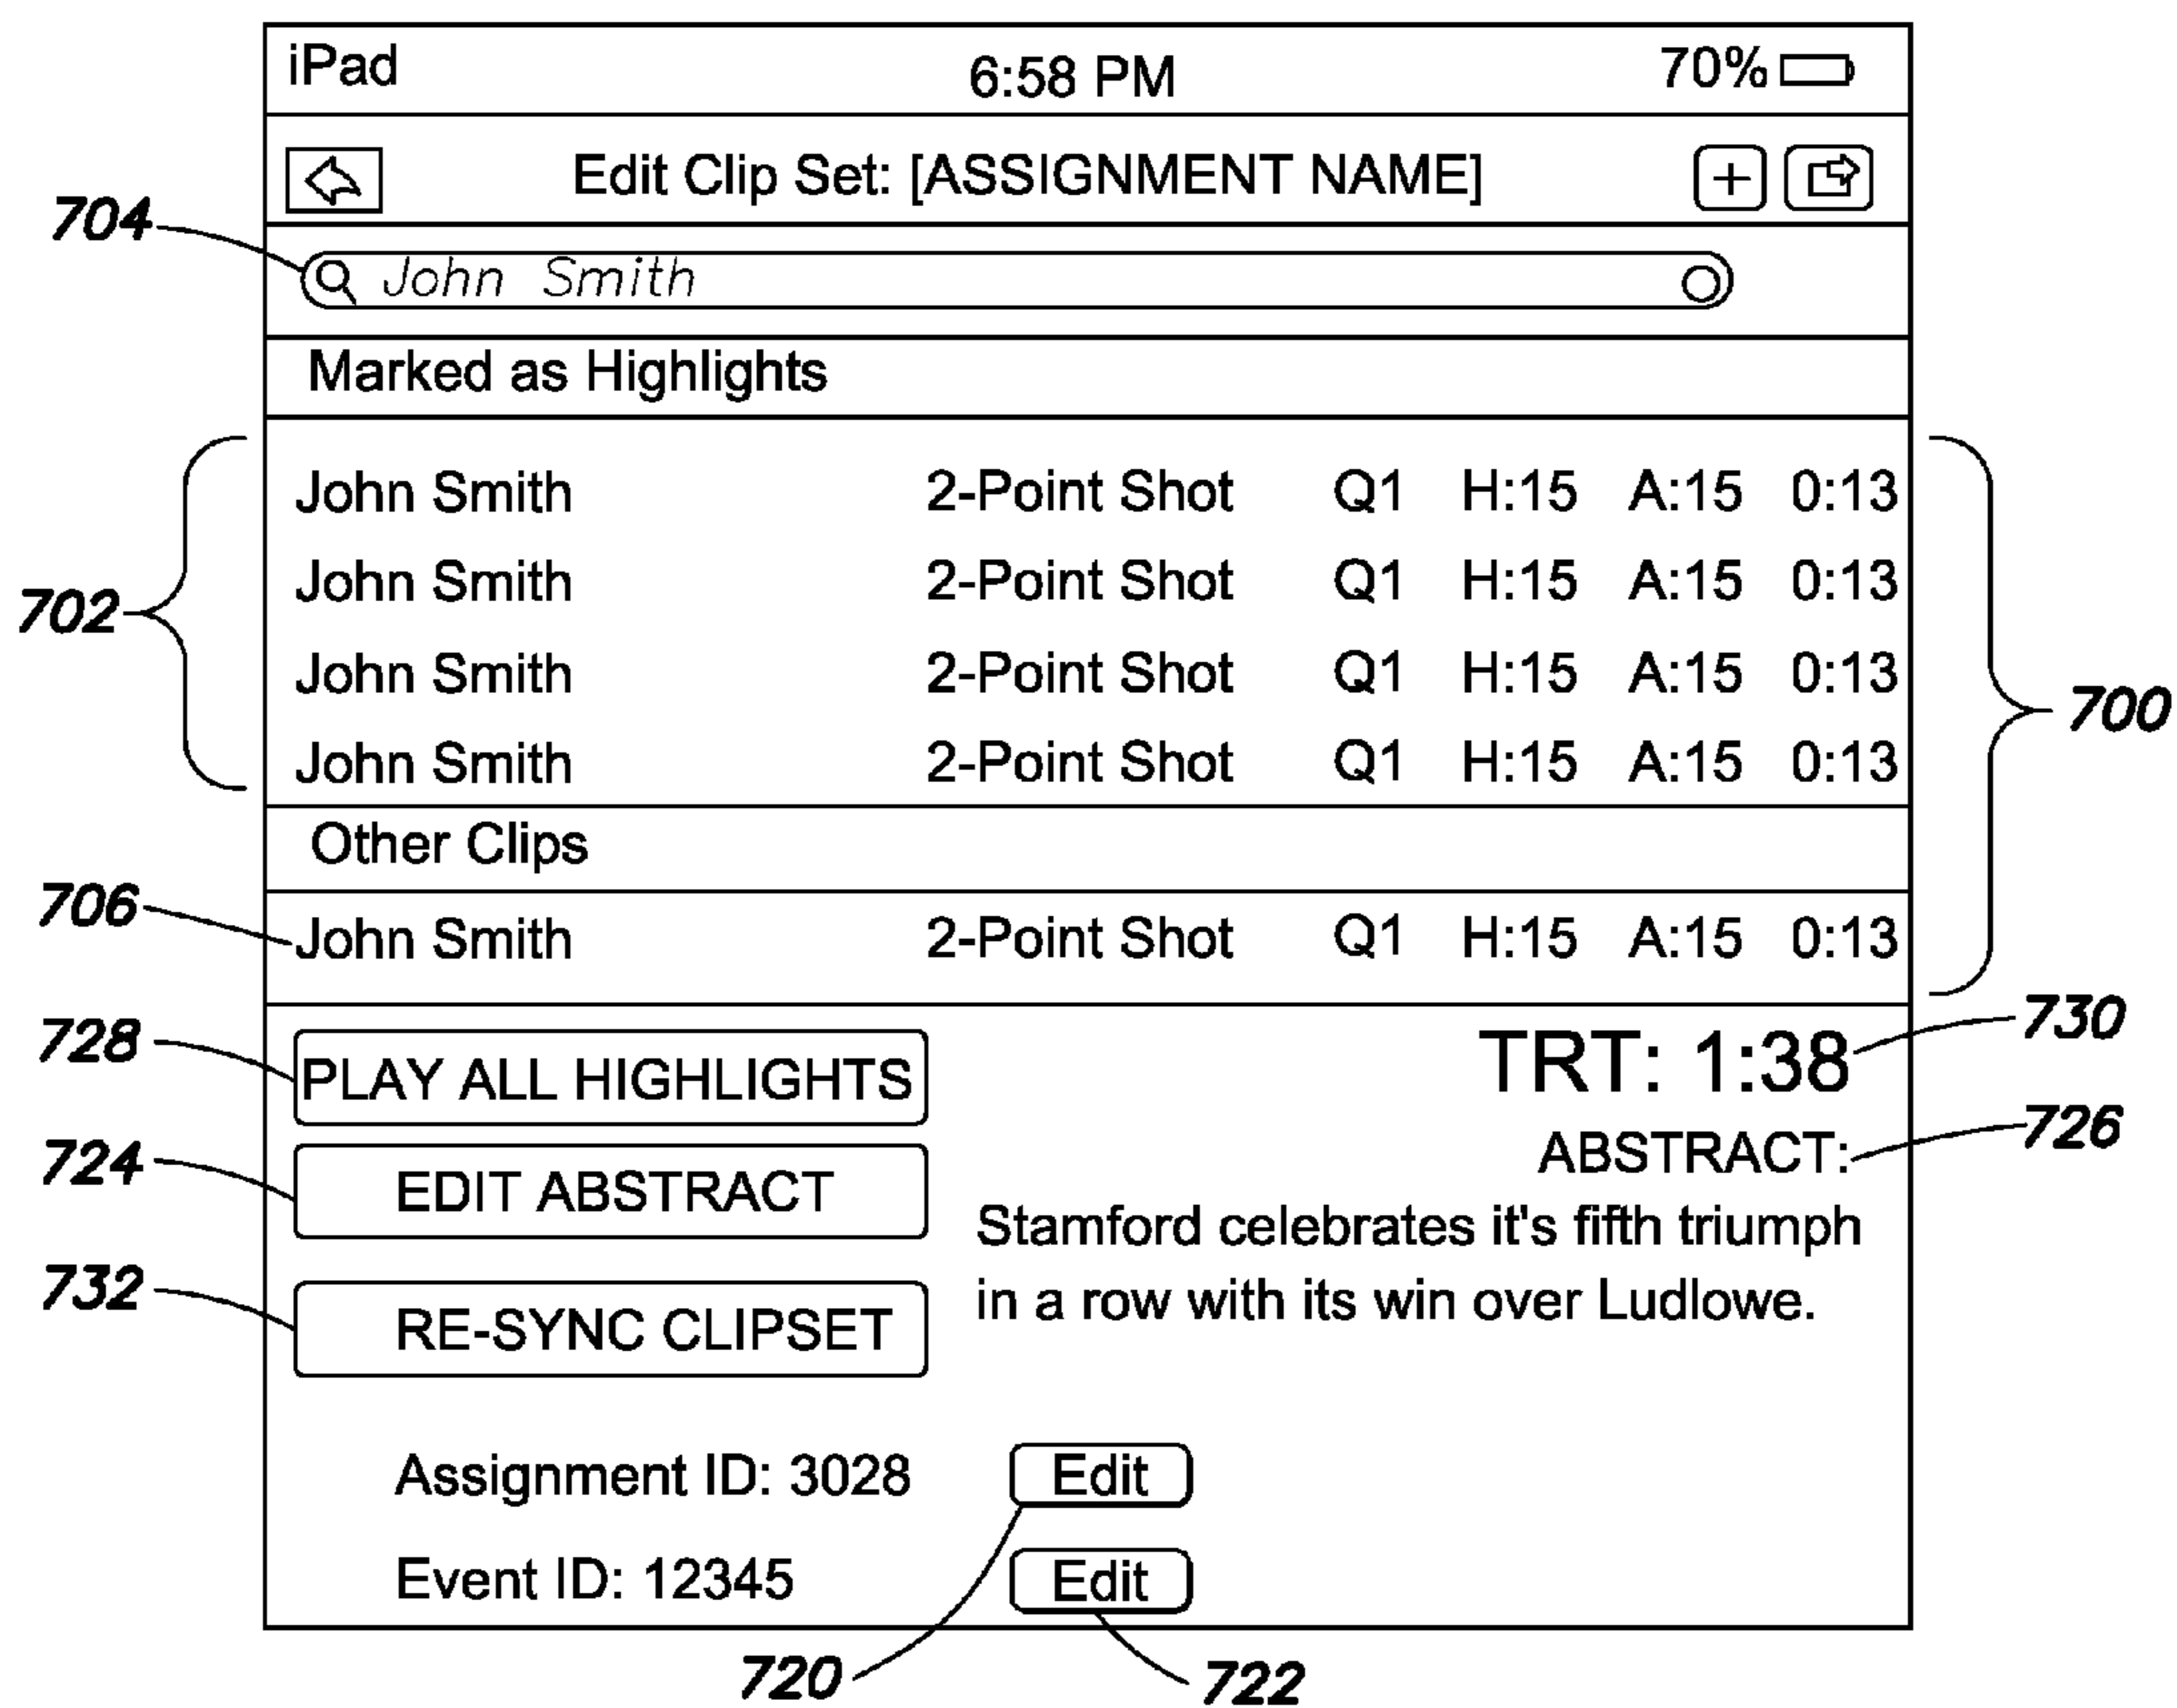 iPad 6:58 PM 70%
Edit Clip Set: [ASSIGNMENT NAME] +
704
John Smith
Marked as Highlights
John Smith 2-Point Shot Q1 H:15 A:15 0:13
John Smith 2-Point Shot Q1 H:15 A:15 0:13
702
John Smith 2-Point Shot Q1 H:15 A:15 0:13
700
John Smith 2-Point Shot Q1 H:15 A:15 0:13
Other Clips
706 John Smith 2-Point Shot Q1 H:15 A:15 0:13
728 PLAY ALL HIGHLIGHTS TRT: 1:38 730
ABSTRACT: 726
724 EDIT ABSTRACT
Stamford celebrates it's fifth triumph
in a row with its win over Ludlowe.
732 RE-SYNC CLIPSET
Assignment ID: 3028 Edit
Event ID: 12345 Edit
720 722